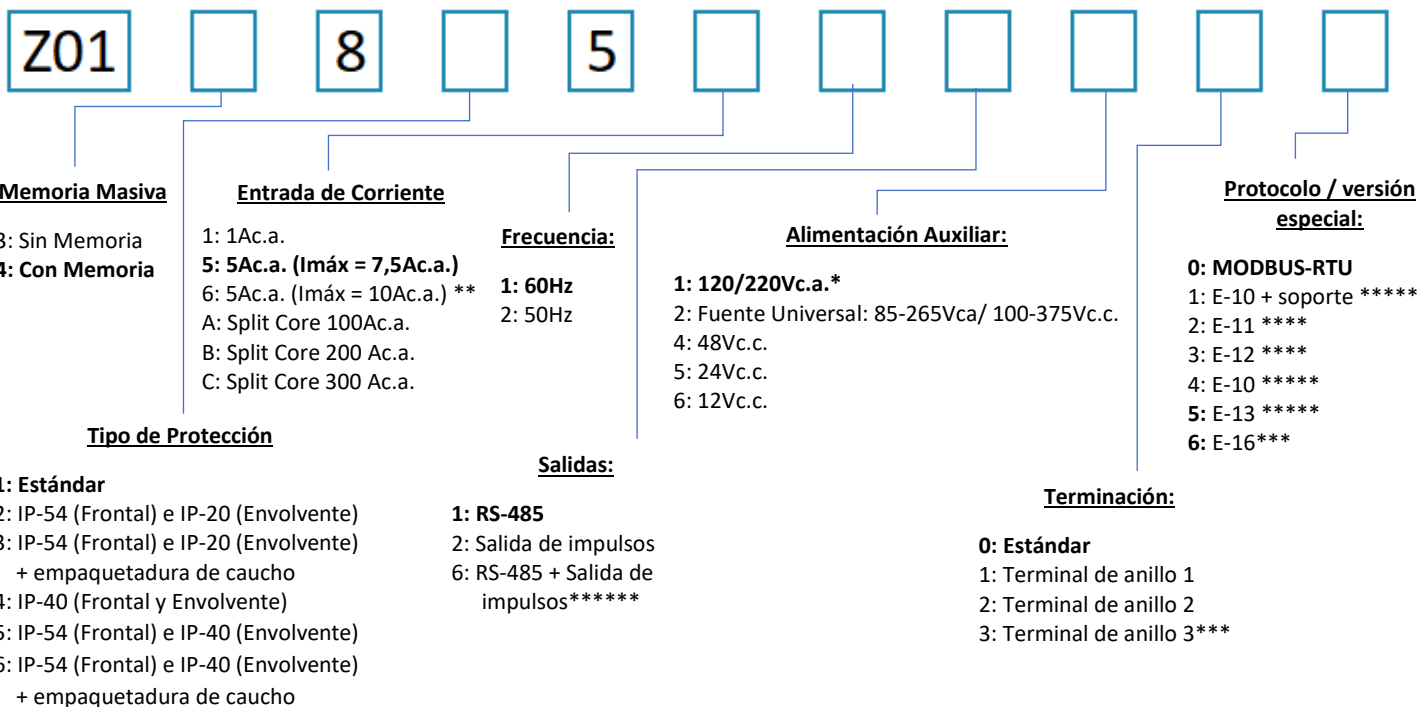 Z01 8 5
Memoria Masiva
3: Sin Memoria
4: Con Memoria
Entrada de Corriente
1: 1Ac.a.
5: 5Ac.a. (Imáx = 7,5Ac.a.)
6: 5Ac.a. (Imáx = 10Ac.a.) **
A: Split Core 100Ac.a.
B: Split Core 200 Ac.a.
C: Split Core 300 Ac.a.
Frecuencia:
1: 60Hz
2: 50Hz
Alimentación Auxiliar:
1: 120/220Vc.a.*
2: Fuente Universal: 85-265Vca/ 100-375Vc.c.
4: 48Vc.c.
5: 24Vc.c.
6: 12Vc.c.
Protocolo / versión
especial:
0: MODBUS-RTU
1: E-10 + soporte *****
2: E-11 ****
3: E-12 ****
4: E-10 *****
5: E-13 *****
6: E-16***
Tipo de Protección
1: Estándar
2: IP-54 (Frontal) e IP-20 (Envolvente)
3: IP-54 (Frontal) e IP-20 (Envolvente)
+ empaquetadura de caucho
4: IP-40 (Frontal y Envolvente)
5: IP-54 (Frontal) e IP-40 (Envolvente)
6: IP-54 (Frontal) e IP-40 (Envolvente)
+ empaquetadura de caucho
Salidas:
1: RS-485
2: Salida de impulsos
6: RS-485 + Salida de
impulsos******
Terminación:
0: Estándar
1: Terminal de anillo 1
2: Terminal de anillo 2
3: Terminal de anillo 3***